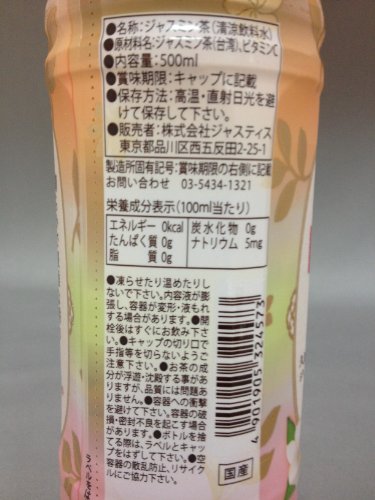 ●名称:ジャスミン茶(清涼飲料水)
●原材料名:ジャスミン茶(台湾)、ビタミンC
●内容量:500ml
●賞味期限:キャップに記載
●保存方法:高温・直射日光を避
けて保存して下さい。
●販売者:株式会社ジャスティス
東京都品川区西五反田2-25-1
製造所固有記号:賞味期限の右側に記載
お問い合わせ 03-5434-1321
栄養成分表示(100ml当たり)
エネルギー 0kcal 炭水化物 0g
たんぱく質 0g ナトリウム 5mg
脂質 0g
●凍らせたり温めたりし
ないで下さい。内容液が膨
張し、容器が変形・液もれ
する場合があります。●開
栓後はすぐにお飲み下さ
い。●キャップの切り口で
手指等を切らないようご
注意下さい。●お茶の成
分が浮遊・沈殿する事があ
りますが、品質には問題あ
りません。●容器への衝撃
を避けて下さい。容器の破
損・密封不良を起こす場合
があります。●ボトルを捨
てる際は、ラベルとキャッ
プをはずして下さい。●空
容器の散乱防止、リサイク
ルにご協力下さい。
4 901905 324573
国産